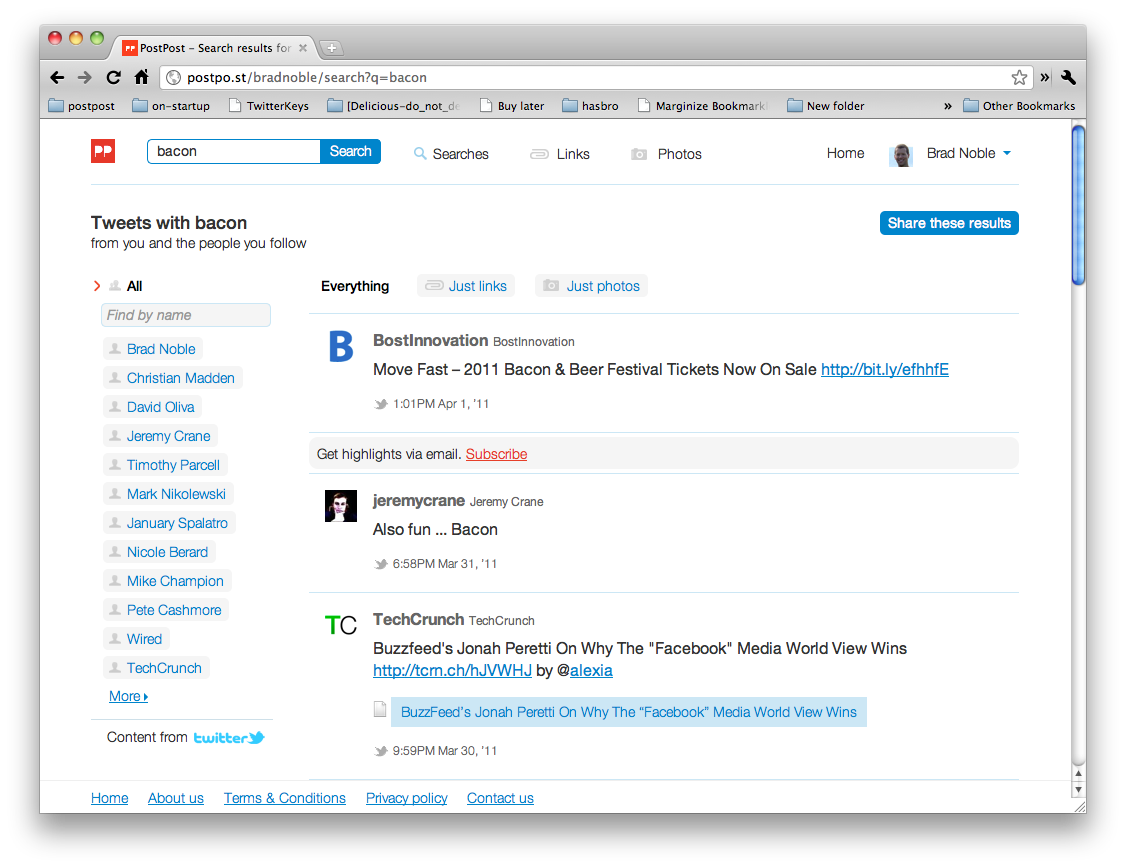 PostPost – Search results for
postpo.st/bradnoble/search?q=bacon
postpost on-startup TwitterKeys [Delicious-do_not_de Buy later hasbro Marginize Bookmark New folder » Other Bookmarks
PP bacon Search Searches Links Photos Home Brad Noble
Tweets with bacon
from you and the people you follow
Share these results
All
Find by name
Brad Noble
Christian Madden
David Oliva
Jeremy Crane
Timothy Parcell
Mark Nikolewski
January Spalatro
Nicole Berard
Mike Champion
Pete Cashmore
Wired
TechCrunch
More
Content from twitter
Everything Just links Just photos
B
BostInnovation BostInnovation
Move Fast – 2011 Bacon & Beer Festival Tickets Now On Sale http://bit.ly/efhhfE
1:01PM Apr 1, '11
Get highlights via email. Subscribe
jeremycrane Jeremy Crane
Also fun ... Bacon
6:58PM Mar 31, '11
TC
TechCrunch TechCrunch
Buzzfeed's Jonah Peretti On Why The "Facebook" Media World View Wins
http://tcrn.ch/hJVWHJ by @alexia
BuzzFeed's Jonah Peretti On Why The "Facebook" Media World View Wins
9:59PM Mar 30, '11
Home About us Terms & Conditions Privacy policy Contact us